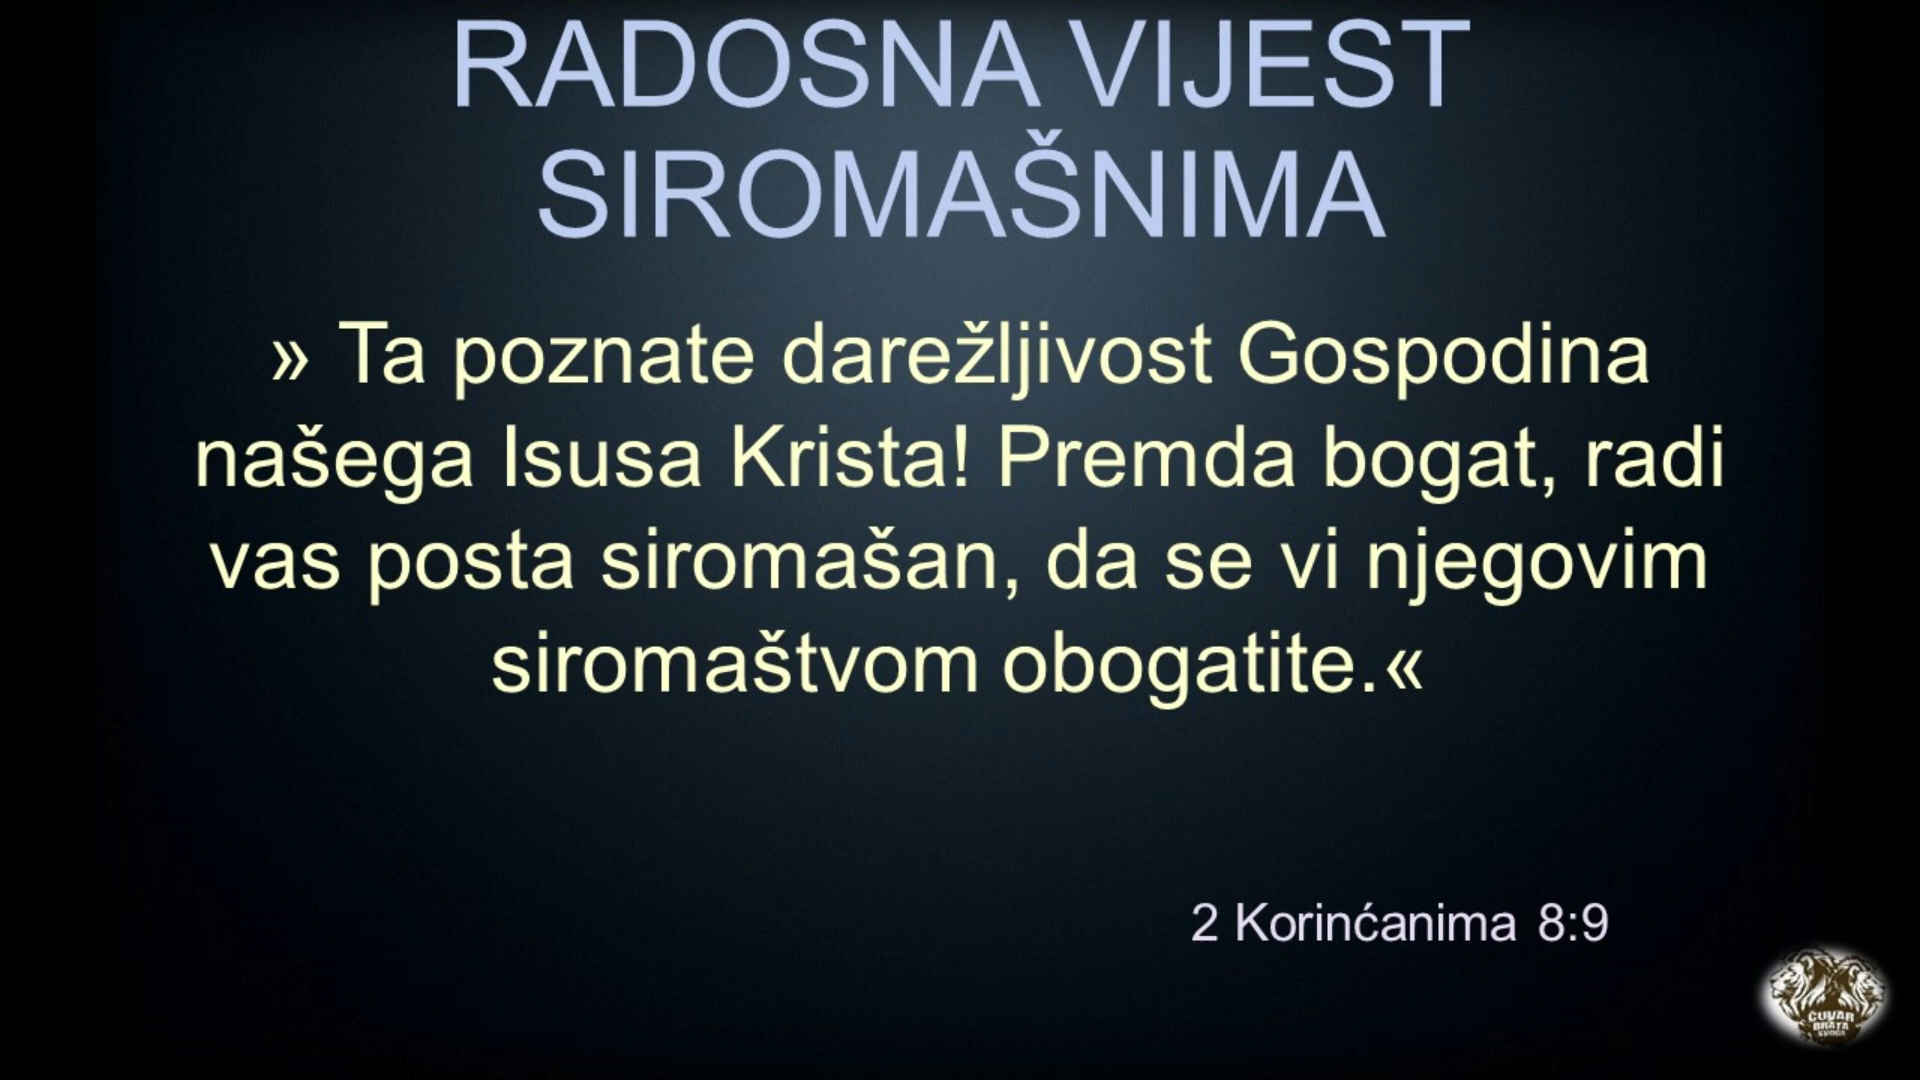 RADOSNA VIJEST
SIROMAŠNIMA
» Ta poznate darežljivost Gospodina
našega Isusa Krista! Premda bogat, radi
vas posta siromašan, da se vi njegovim
siromaštvom obogatite.«
2 Korinćanima 8:9
ČUVAR
BRATA
SVOGA